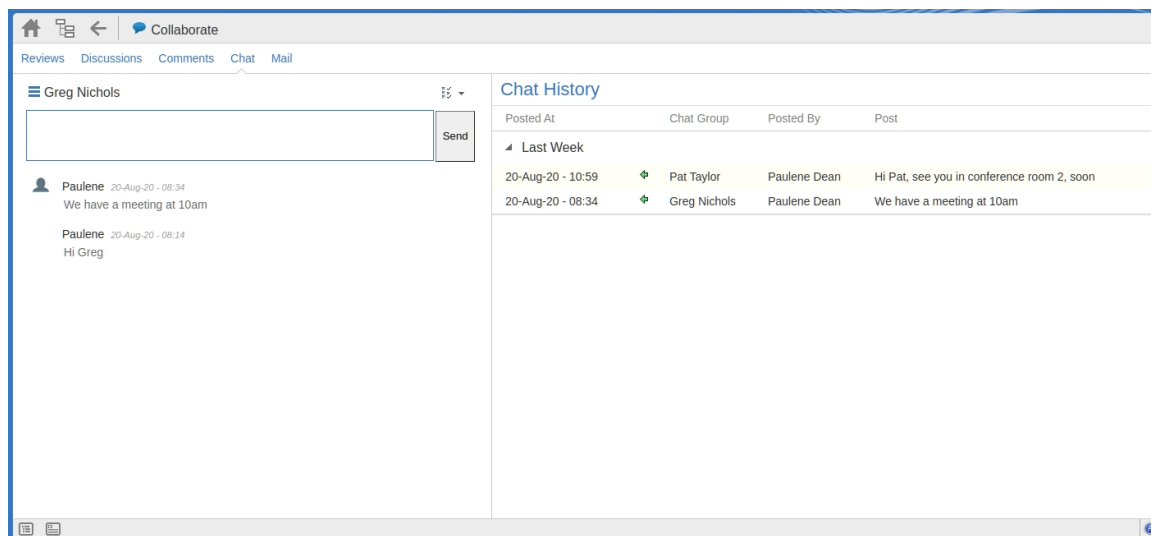 Collaborate
Reviews Discussions Comments Chat Mail
Greg Nichols
Send
Paulene 20-Aug-20 - 08:34
We have a meeting at 10am
Paulene 20-Aug-20 - 08:14
Hi Greg
Chat History
Posted At Chat Group Posted By Post
Last Week
20-Aug-20 - 10:59 Pat Taylor Paulene Dean Hi Pat, see you in conference room 2, soon
20-Aug-20 - 08:34 Greg Nichols Paulene Dean We have a meeting at 10am